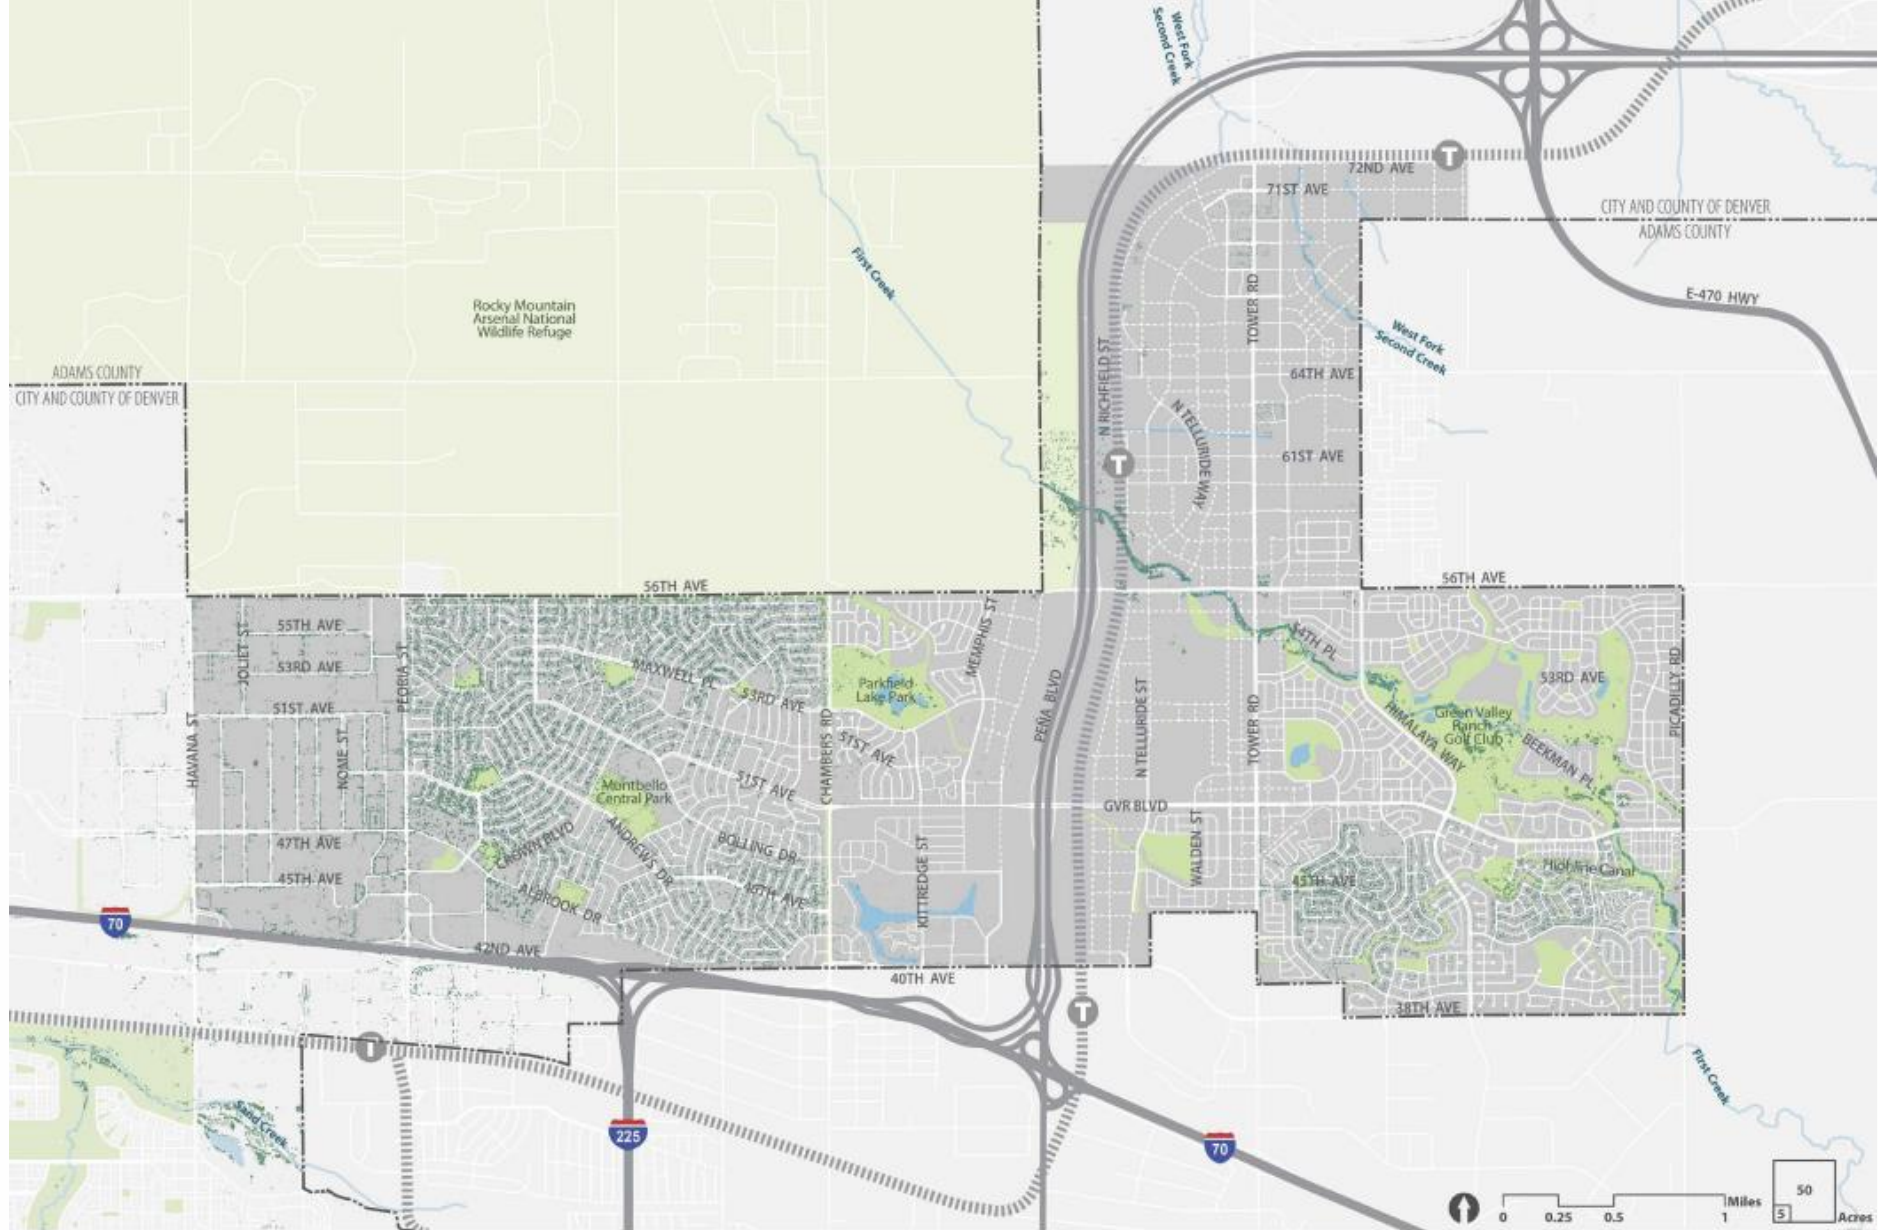 West Fork
Second Creek
T
72ND AVE
71ST AVE
CITY AND COUNTY OF DENVER
ADAMS COUNTY
First Creek
E-470 HWY
TOWER RD
Rocky Mountain
Arsenal National
Wildlife Refuge
West Fork
Second Creek
N RICHFIELD ST
ADAMS COUNTY
CITY AND COUNTY OF DENVER
64TH AVE
N TELLURIDE WAY
61ST AVE
T
56TH AVE
56TH AVE
55TH AVE
JOLIET ST
53RD AVE
PEORIA ST
MAXWELL PL
53RD AVE
MEMPHIS ST
54TH PL
Parkfield
Lake Park
53RD AVE
PICADILLY RD
51ST AVE
HAVANA ST
NOME ST
CHAMBERS RD
51ST AVE
PEÑA BLVD
N TELLURIDE ST
TOWER RD
HIMALAYA WAY
Green Valley
Ranch
Golf Club
BEEKMAN PL
51ST AVE
Montbello
Central Park
GVR BLVD
WALDEN ST
47TH AVE
CROWN BLVD
ANDREWS DR
BOLLING DR
KITTREDGE ST
45TH AVE
ALBROOK DR
46TH AVE
45TH AVE
Highline Canal
70
42ND AVE
40TH AVE
38TH AVE
T
First Creek
Sand Creek
225
70
Miles
0 0.25 0.5 1
50
5
Acres